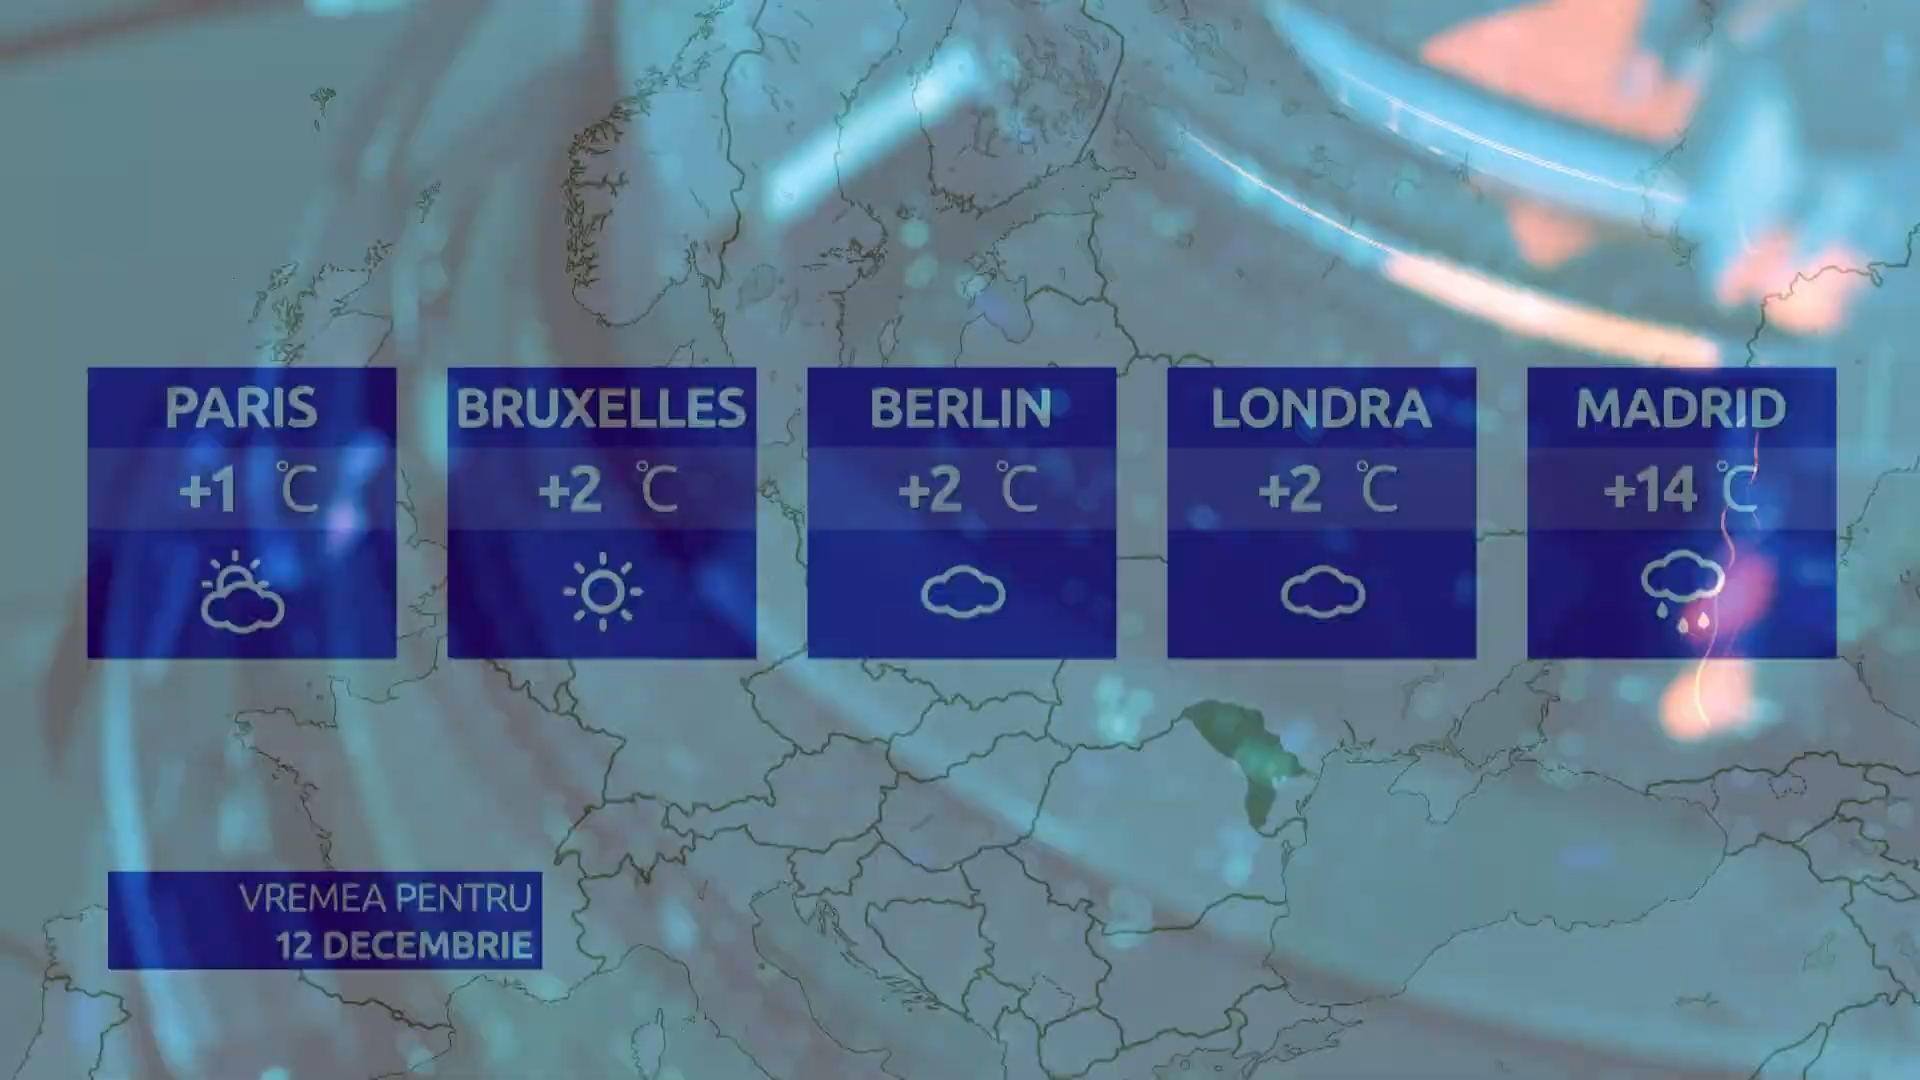 PARIS
+1 °C
BRUXELLES
+2 °C
BERLIN
+2 °C
LONDRA
+2 °C
MADRID
+14 °C
VREMEA PENTRU
12 DECEMBRIE